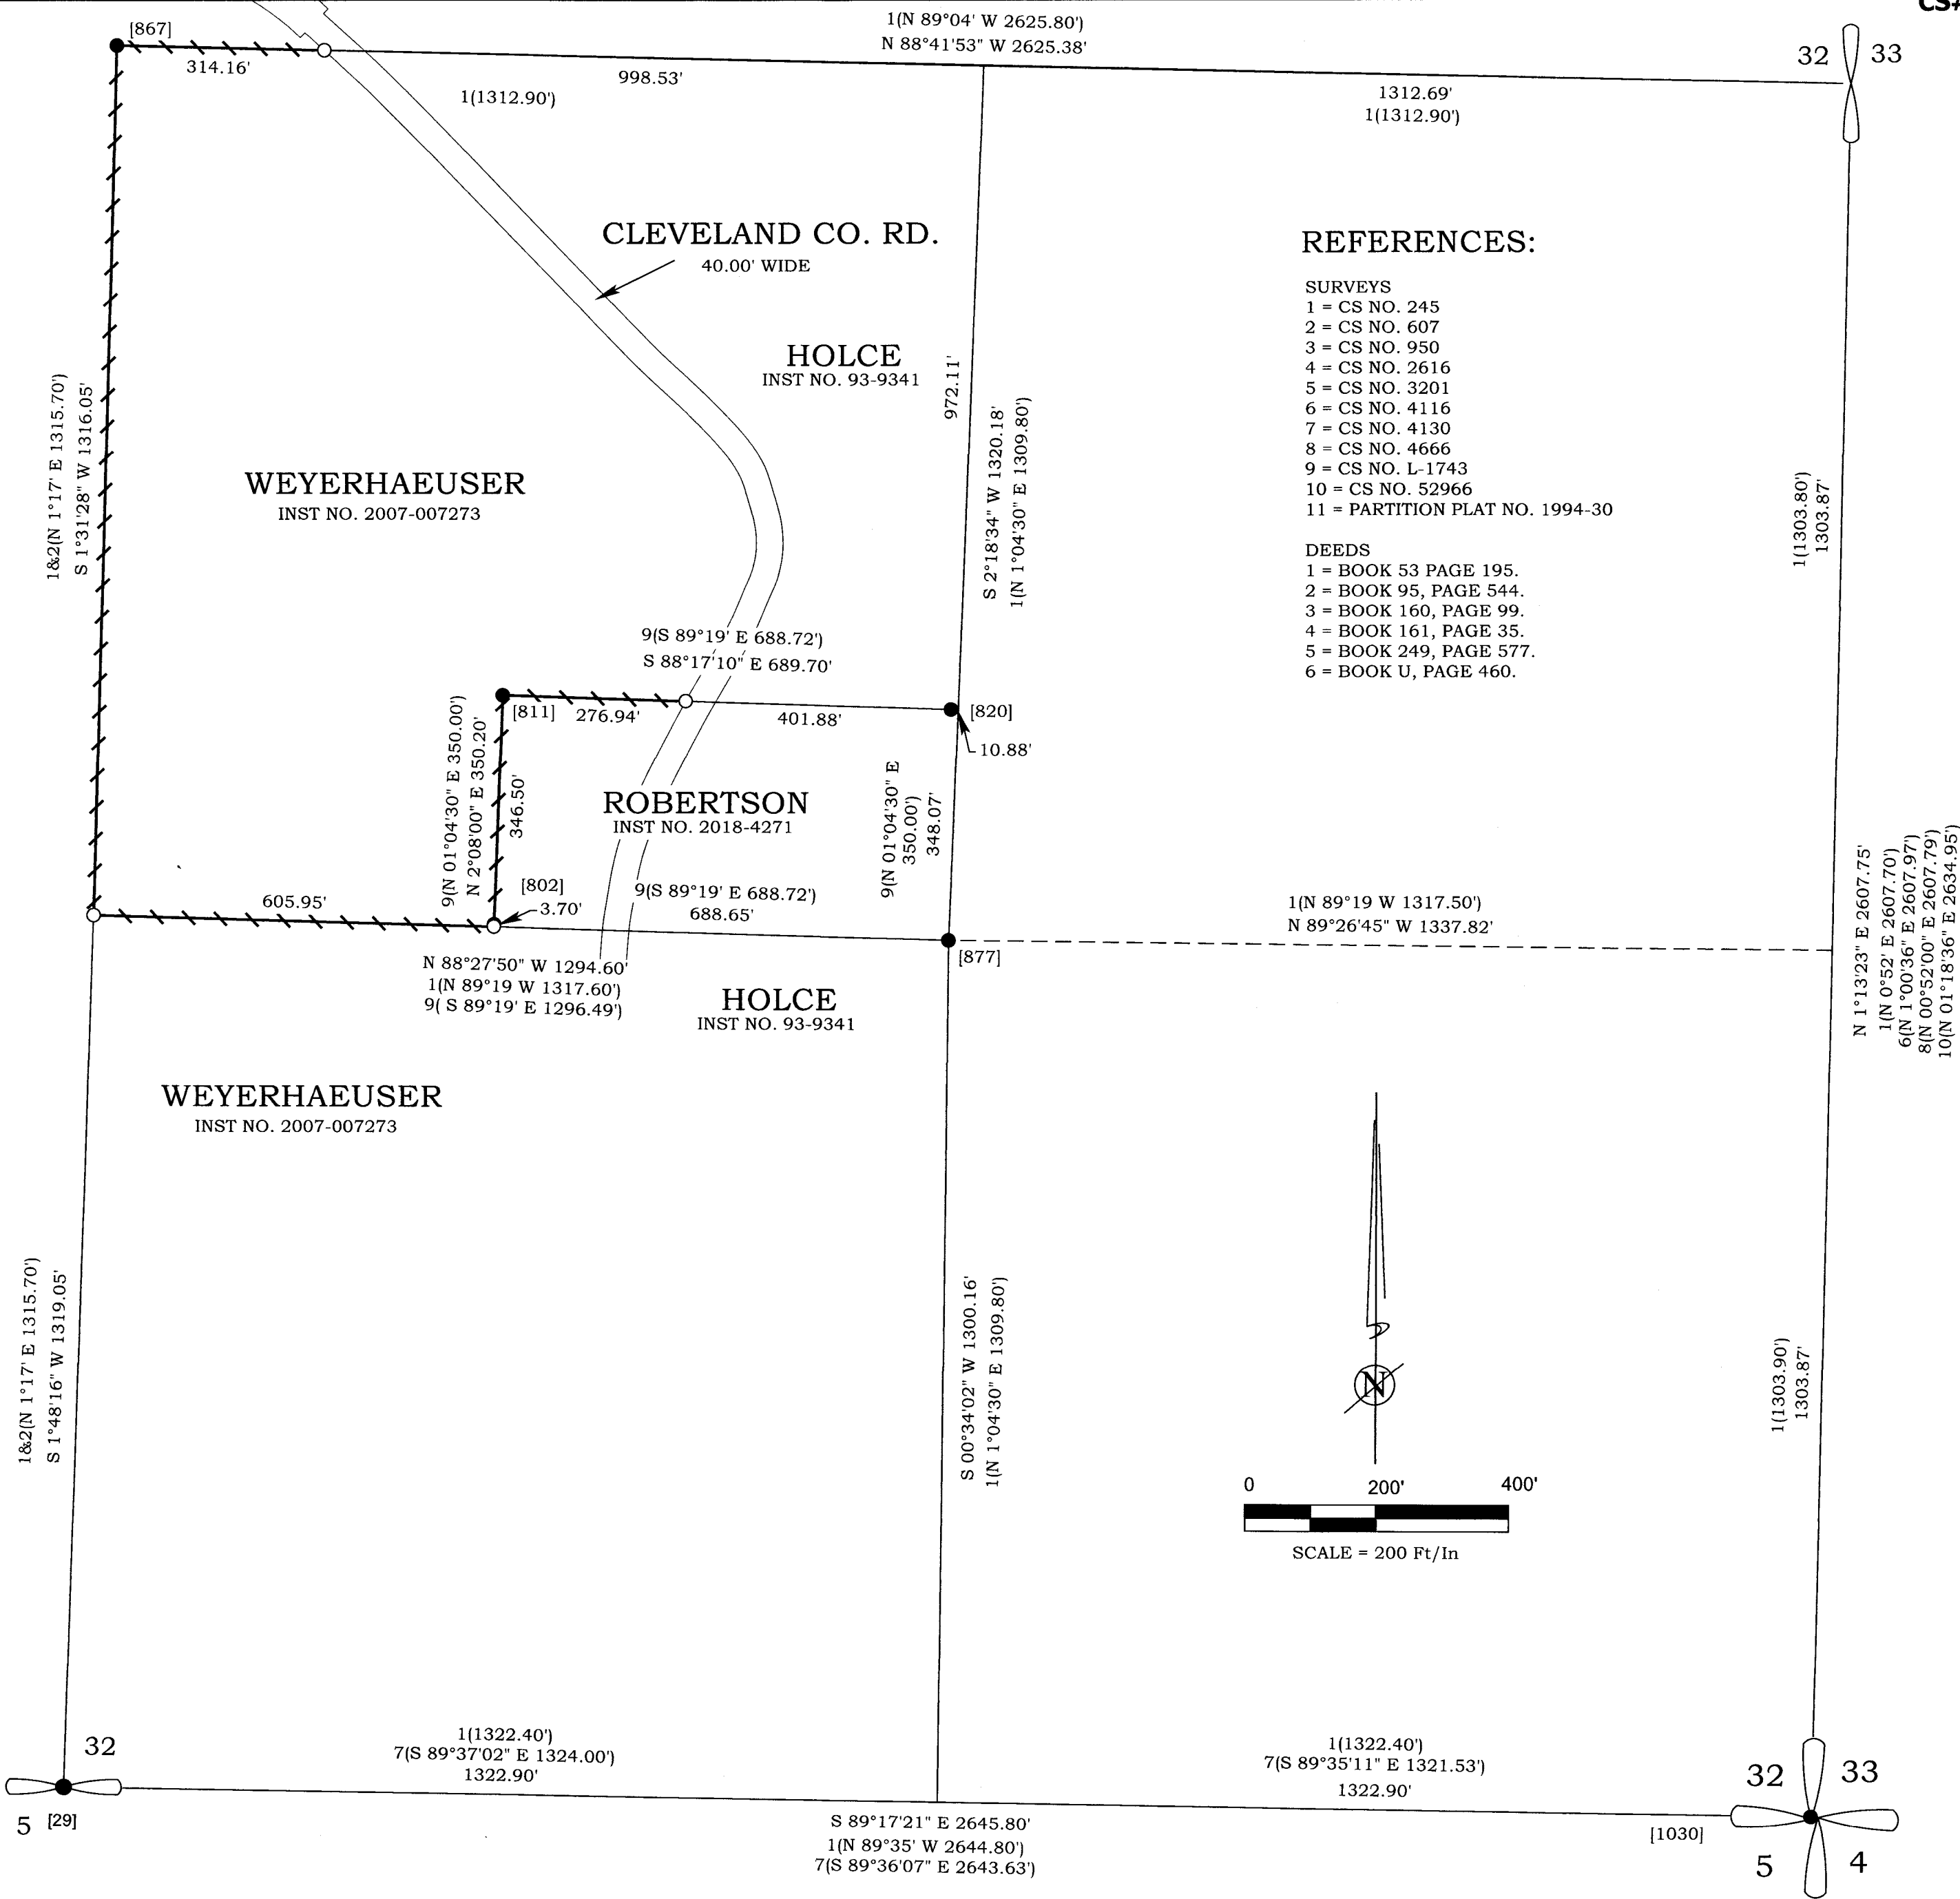 CS#
1(N 89°04' W 2625.80')
N 88°41'53" W 2625.38'
[867]
314.16'
998.53'
1(1312.90')
1312.69'
1(1312.90')
32 33
CLEVELAND CO. RD.
40.00' WIDE
HOLCE
INST NO. 93-9341
972.11'
S 2°18'34" W 1320.18'
1(N 1°04'30" E 1309.80')
1&2(N 1°17' E 1315.70')
S 1°31'28" W 1316.05'
WEYERHAEUSER
INST NO. 2007-007273
REFERENCES:
SURVEYS
1 = CS NO. 245
2 = CS NO. 607
3 = CS NO. 950
4 = CS NO. 2616
5 = CS NO. 3201
6 = CS NO. 4116
7 = CS NO. 4130
8 = CS NO. 4666
9 = CS NO. L-1743
10 = CS NO. 52966
11 = PARTITION PLAT NO. 1994-30
DEEDS
1 = BOOK 53 PAGE 195.
2 = BOOK 95, PAGE 544.
3 = BOOK 160, PAGE 99.
4 = BOOK 161, PAGE 35.
5 = BOOK 249, PAGE 577.
6 = BOOK U, PAGE 460.
1(1303.80')
1303.87'
9(S 89°19' E 688.72')
S 88°17'10" E 689.70'
[811]
276.94'
401.88'
[820]
10.88'
9(N 01°04'30" E 350.00')
N 2°08'00" E 350.20'
346.50'
ROBERTSON
INST NO. 2018-4271
9(N 01°04'30" E
350.00')
348.07'
605.95'
[802]
3.70'
9(S 89°19' E 688.72')
688.65'
[877]
1(N 89°19 W 1317.50')
N 89°26'45" W 1337.82'
N 88°27'50" W 1294.60'
1(N 89°19 W 1317.60')
9( S 89°19' E 1296.49')
HOLCE
INST NO. 93-9341
N 1°13'23" E 2607.75'
1(N 0°52' E 2607.70')
6(N 1°00'36" E 2607.97')
8(N 00°52'00" E 2607.79')
10(N 01°18'36" E 2634.95')
WEYERHAEUSER
INST NO. 2007-007273
1&2(N 1°17' E 1315.70')
S 1°48'16" W 1319.05'
S 00°34'02" W 1300.16'
1(N 1°04'30" E 1309.80')
1(1303.90')
1303.87'
N
0 200' 400'
SCALE = 200 Ft/In
32
5 [29]
1(1322.40')
7(S 89°37'02" E 1324.00')
1322.90'
1(1322.40')
7(S 89°35'11" E 1321.53')
1322.90'
S 89°17'21" E 2645.80'
1(N 89°35' W 2644.80')
7(S 89°36'07" E 2643.63')
[1030]
32 33
5 4